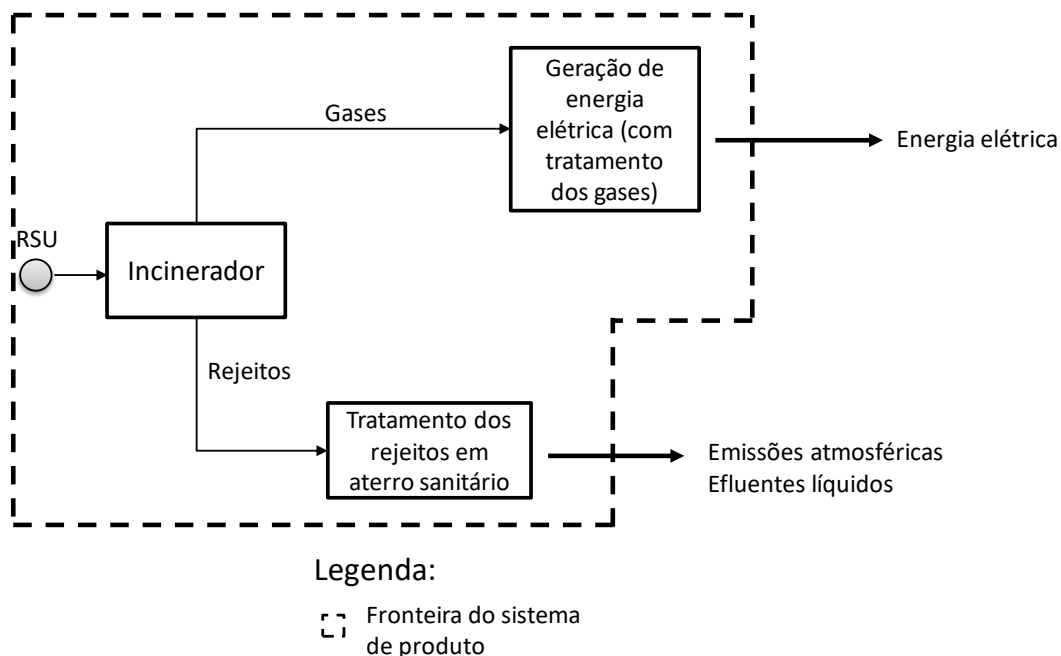 Geração de
energia
elétrica (com
tratamento
dos gases)
Gases
Energia elétrica
RSU
Incinerador
Rejeitos
Tratamento dos
rejeitos em
aterro sanitário
Emissões atmosféricas
Efluentes líquidos
Legenda:
Fronteira do sistema
de produto